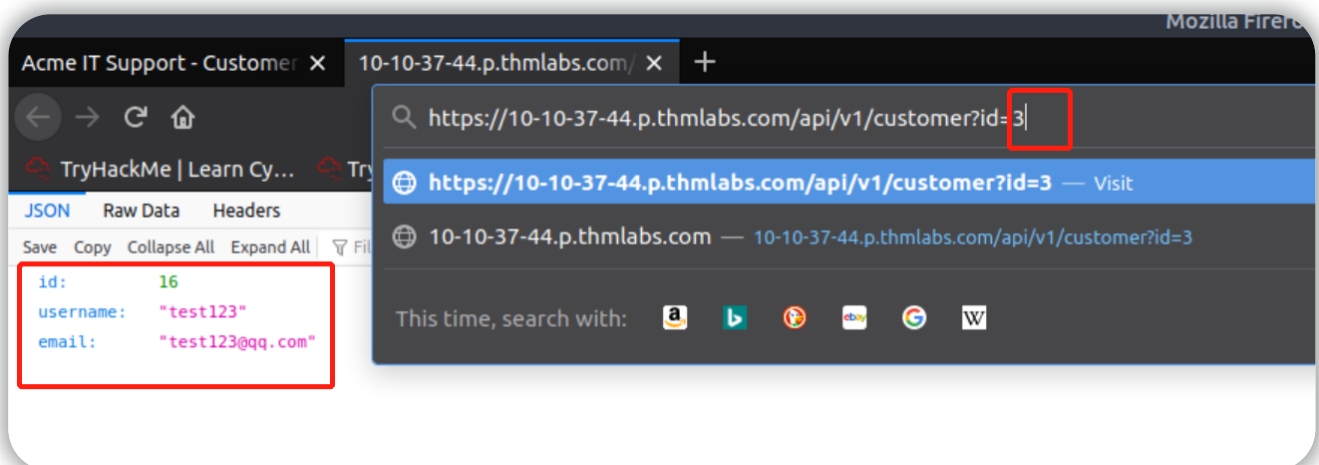 Mozilla Firefo
Acme IT Support - Customer
10-10-37-44.p.thmlabs.com/
https://10-10-37-44.p.thmlabs.com/api/v1/customer?id=3
TryHackMe | Learn Cy… Try
https://10-10-37-44.p.thmlabs.com/api/v1/customer?id=3 — Visit
JSON Raw Data Headers
10-10-37-44.p.thmlabs.com — 10-10-37-44.p.thmlabs.com/api/v1/customer?id=3
Save Copy Collapse All Expand All Fil
id: 16
username: "test123"
email: "test123@qq.com"
This time, search with: a b ebay G W